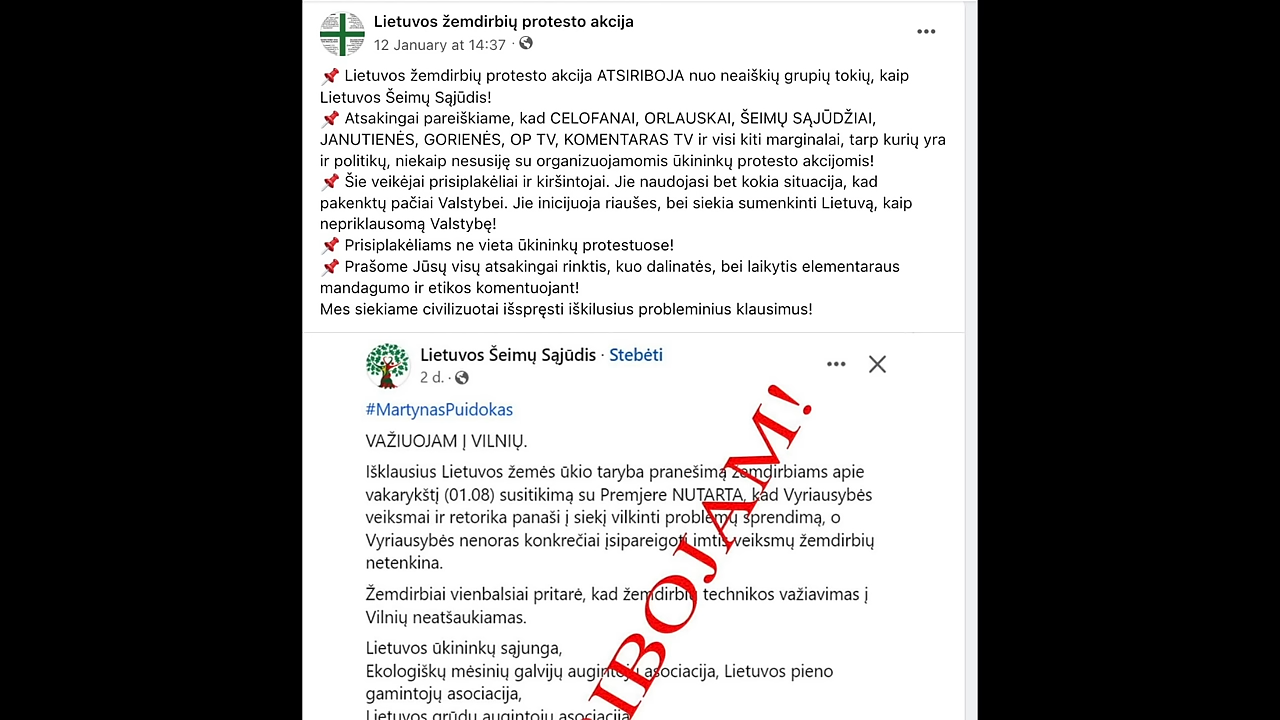 Lietuvos žemdirbių protesto akcija
12 January at 14:37 ·
Lietuvos žemdirbių protesto akcija ATSIRIBOJA nuo neaiškių grupių tokių, kaip
Lietuvos Šeimų Sąjūdis!
Atsakingai pareiškiame, kad CELOFANAI, ORLAUSKAI, ŠEIMŲ SĄJŪDŽIAI,
JANUTIENĖS, GORIENĖS, OP TV, KOMENTARAS TV ir visi kiti marginalai, tarp kurių yra
ir politikų, niekaip nesusiję su organizuojamomis ūkininkų protesto akcijomis!
Šie veikėjai prisiplakėliai ir kiršintojai. Jie naudojasi bet kokia situacija, kad
pakenktų pačiai Valstybei. Jie inicijuoja riaušes, bei siekia sumenkinti Lietuvą, kaip
nepriklausomą Valstybę!
Prisiplakėliams ne vieta ūkininkų protestuose!
Prašome Jūsų visų atsakingai rinktis, kuo dalinatės, bei laikytis elementaraus
mandagumo ir etikos komentuojant!
Mes siekiame civilizuotai išspręsti iškilusius probleminius klausimus!
Lietuvos Šeimų Sąjūdis · Stebėti
2 d. ·
#MartynasPuidokas
VAŽIUOJAM Į VILNIŲ.
Išklausius Lietuvos žemės ūkio taryba pranešimą žemdirbiams apie
vakarykštį (01.08) susitikimą su Premjere NUTARTA, kad Vyriausybės
veiksmai ir retorika panaši į siekį vilkinti problemų sprendimą, o
Vyriausybės nenoras konkrečiai įsipareigoti imtis veiksmų žemdirbių
netenkina.
Žemdirbiai vienbalsiai pritarė, kad žemdirbių technikos važiavimas į
Vilnių neatšaukiamas.
Lietuvos ūkininkų sąjunga,
Ekologiškų mėsinių galvijų augintojų asociacija, Lietuvos pieno
gamintojų asociacija,
Lietuvos grūdų augintojų asociacija
IBOJAM!